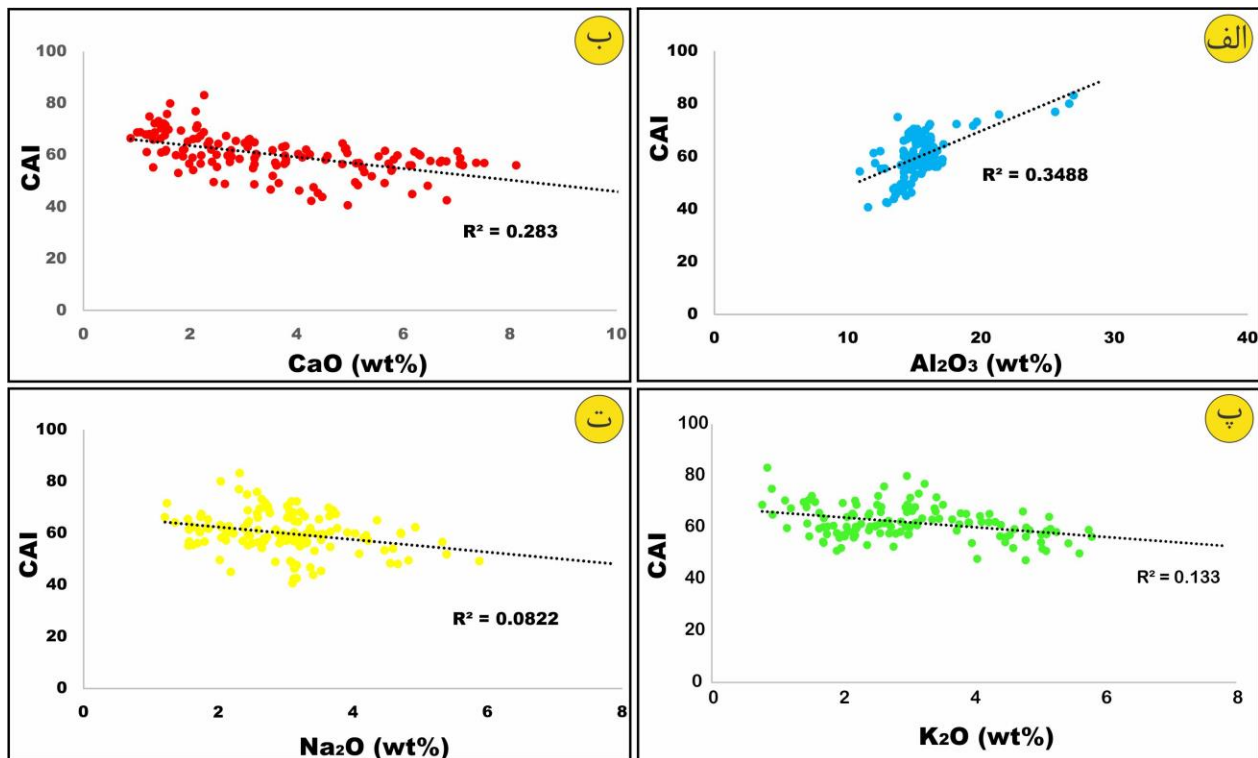 الف
CAI
100
80
60
40
20
0
R² = 0.3488
0 10 20 30 40
Al₂O₃ (wt%)
ب
CAI
100
80
60
40
20
0
R² = 0.283
0 2 4 6 8 10
CaO (wt%)
پ
CAI
100
80
60
40
20
0
R² = 0.133
0 2 4 6 8
K₂O (wt%)
ت
CAI
100
80
60
40
20
0
R² = 0.0822
0 2 4 6 8
Na₂O (wt%)